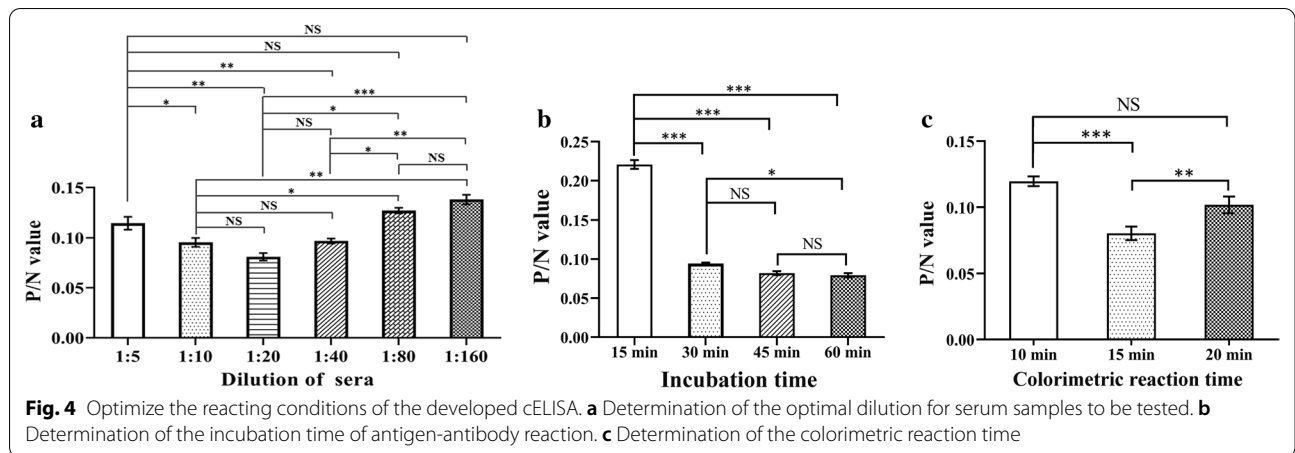 NS
NS
**
**
*
***
*
NS
**
*
NS
**
*
NS
NS
a
P/N value
0.15
0.10
0.05
0.00
1:5 1:10 1:20 1:40 1:80 1:160
Dilution of sera
b
***
***
***
*
NS
NS
P/N value
0.25
0.20
0.15
0.10
0.05
0.00
15 min 30 min 45 min 60 min
Incubation time
c
NS
***
**
P/N value
0.15
0.10
0.05
0.00
10 min 15 min 20 min
Colorimetric reaction time
Fig. 4 Optimize the reacting conditions of the developed cELISA. a Determination of the optimal dilution for serum samples to be tested. b
Determination of the incubation time of antigen-antibody reaction. c Determination of the colorimetric reaction time